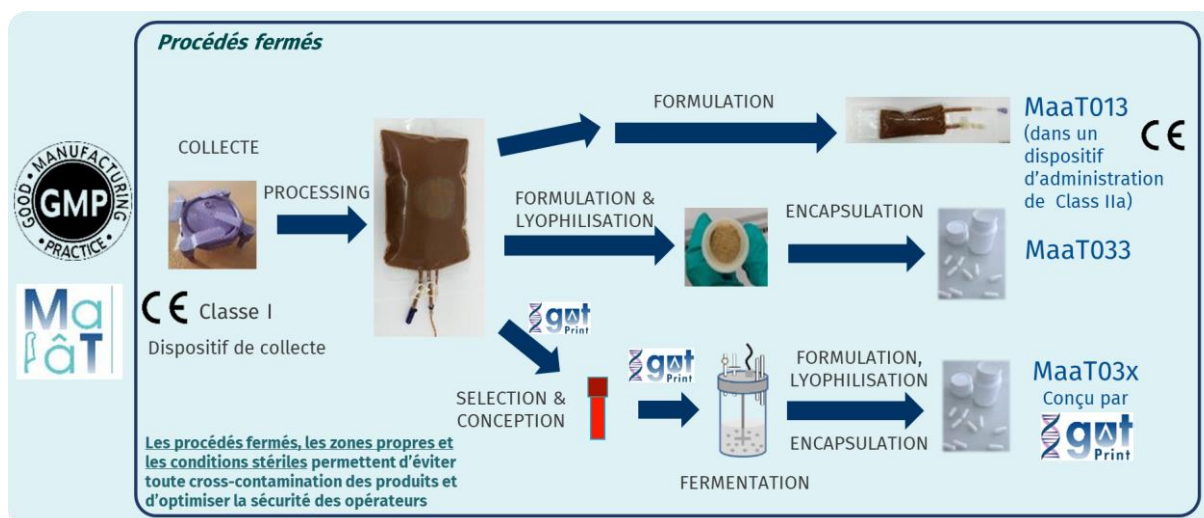 Procédés fermés
GOOD • MANUFACTURING
GMP
• PRACTICE •
Ma
âT
COLLECTE
PROCESSING
CE Classe I
Dispositif de collecte
FORMULATION
MaaT013
(dans un
dispositif
d'administration
de Class IIa)
CE
FORMULATION &
LYOPHILISATION
ENCAPSULATION
MaaT033
gut
Print
SELECTION &
CONCEPTION
gut
Print
FERMENTATION
FORMULATION,
LYOPHILISATION
ENCAPSULATION
MaaT03x
Conçu par
gut
Print
Les procédés fermés, les zones propres et
les conditions stériles permettent d'éviter
toute cross-contamination des produits et
d'optimiser la sécurité des opérateurs